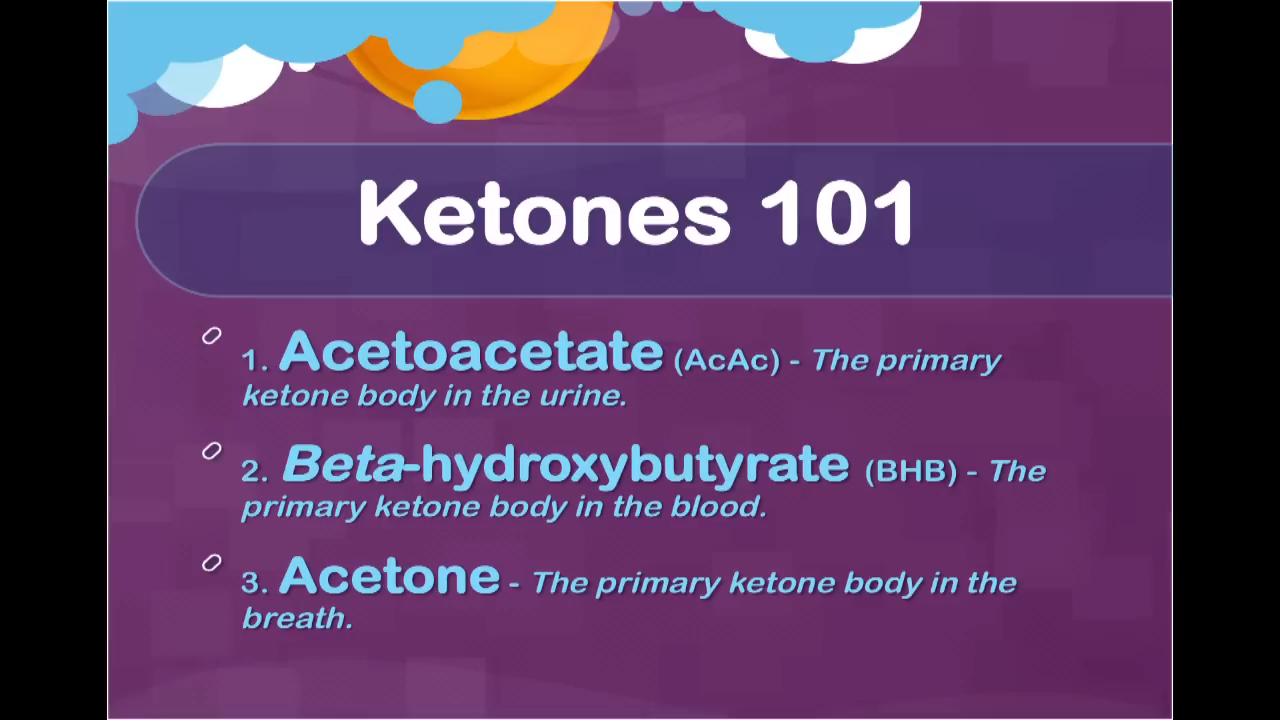 Ketones 101
1. Acetoacetate (AcAc) - The primary
ketone body in the urine.
2. Beta-hydroxybutyrate (BHB) - The
primary ketone body in the blood.
3. Acetone - The primary ketone body in the
breath.